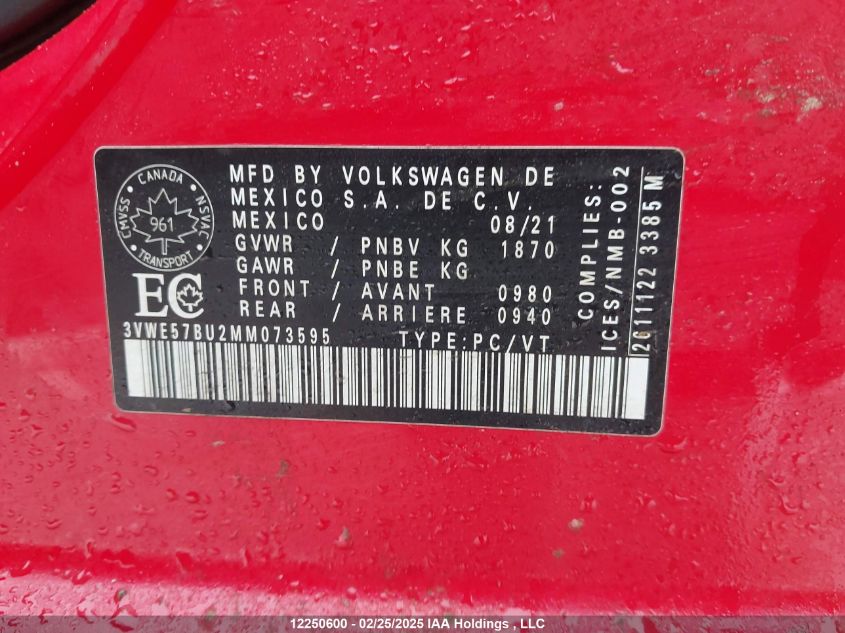 CANADA
CMVSS
NSVAC
961
TRANSPORT
EC
MFD BY VOLKSWAGEN DE
MEXICO S.A. DE C.V.
MEXICO 08/21
GVWR / PNBV KG 1870
GAWR / PNBE KG
FRONT / AVANT 0980
REAR / ARRIERE 0940
3VWE57BU2MM073595 TYPE:PC/VT
COMPLIES:
ICES/NMB-002
2611122 3385 M
12250600 - 02/25/2025 IAA Holdings , LLC